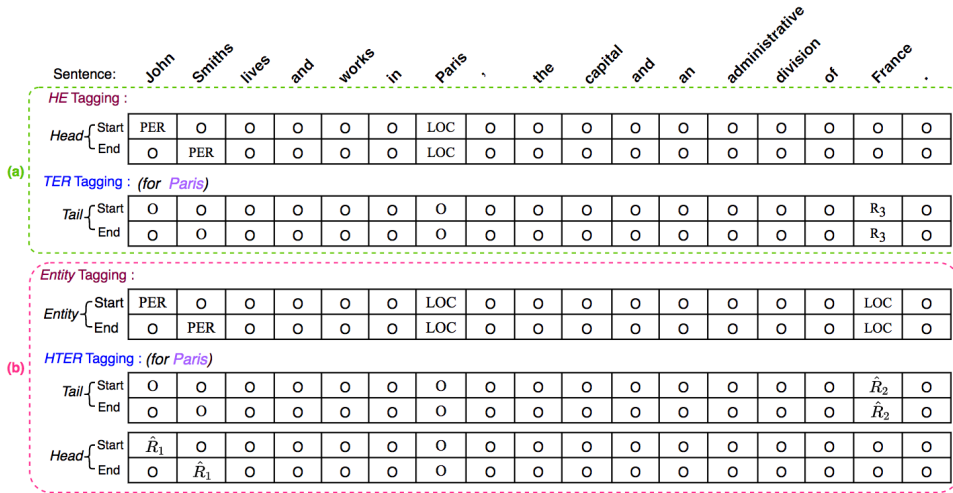 Sentence: John Smiths lives and works in Paris , the capital and an administrative division of France .
HE Tagging :
Head Start PER O O O O O LOC O O O O O O O O O O
End O PER O O O O LOC O O O O O O O O O O
(a)
TER Tagging : (for Paris)
Tail Start O O O O O O O O O O O O O O O R3 O
End O O O O O O O O O O O O O O O R3 O
Entity Tagging :
Entity Start PER O O O O O LOC O O O O O O O O LOC O
End O PER O O O O LOC O O O O O O O O LOC O
(b)
HTER Tagging : (for Paris)
Tail Start O O O O O O O O O O O O O O O R̂2 O
End O O O O O O O O O O O O O O O R̂2 O
Head Start R̂1 O O O O O O O O O O O O O O O O
End O R̂1 O O O O O O O O O O O O O O O